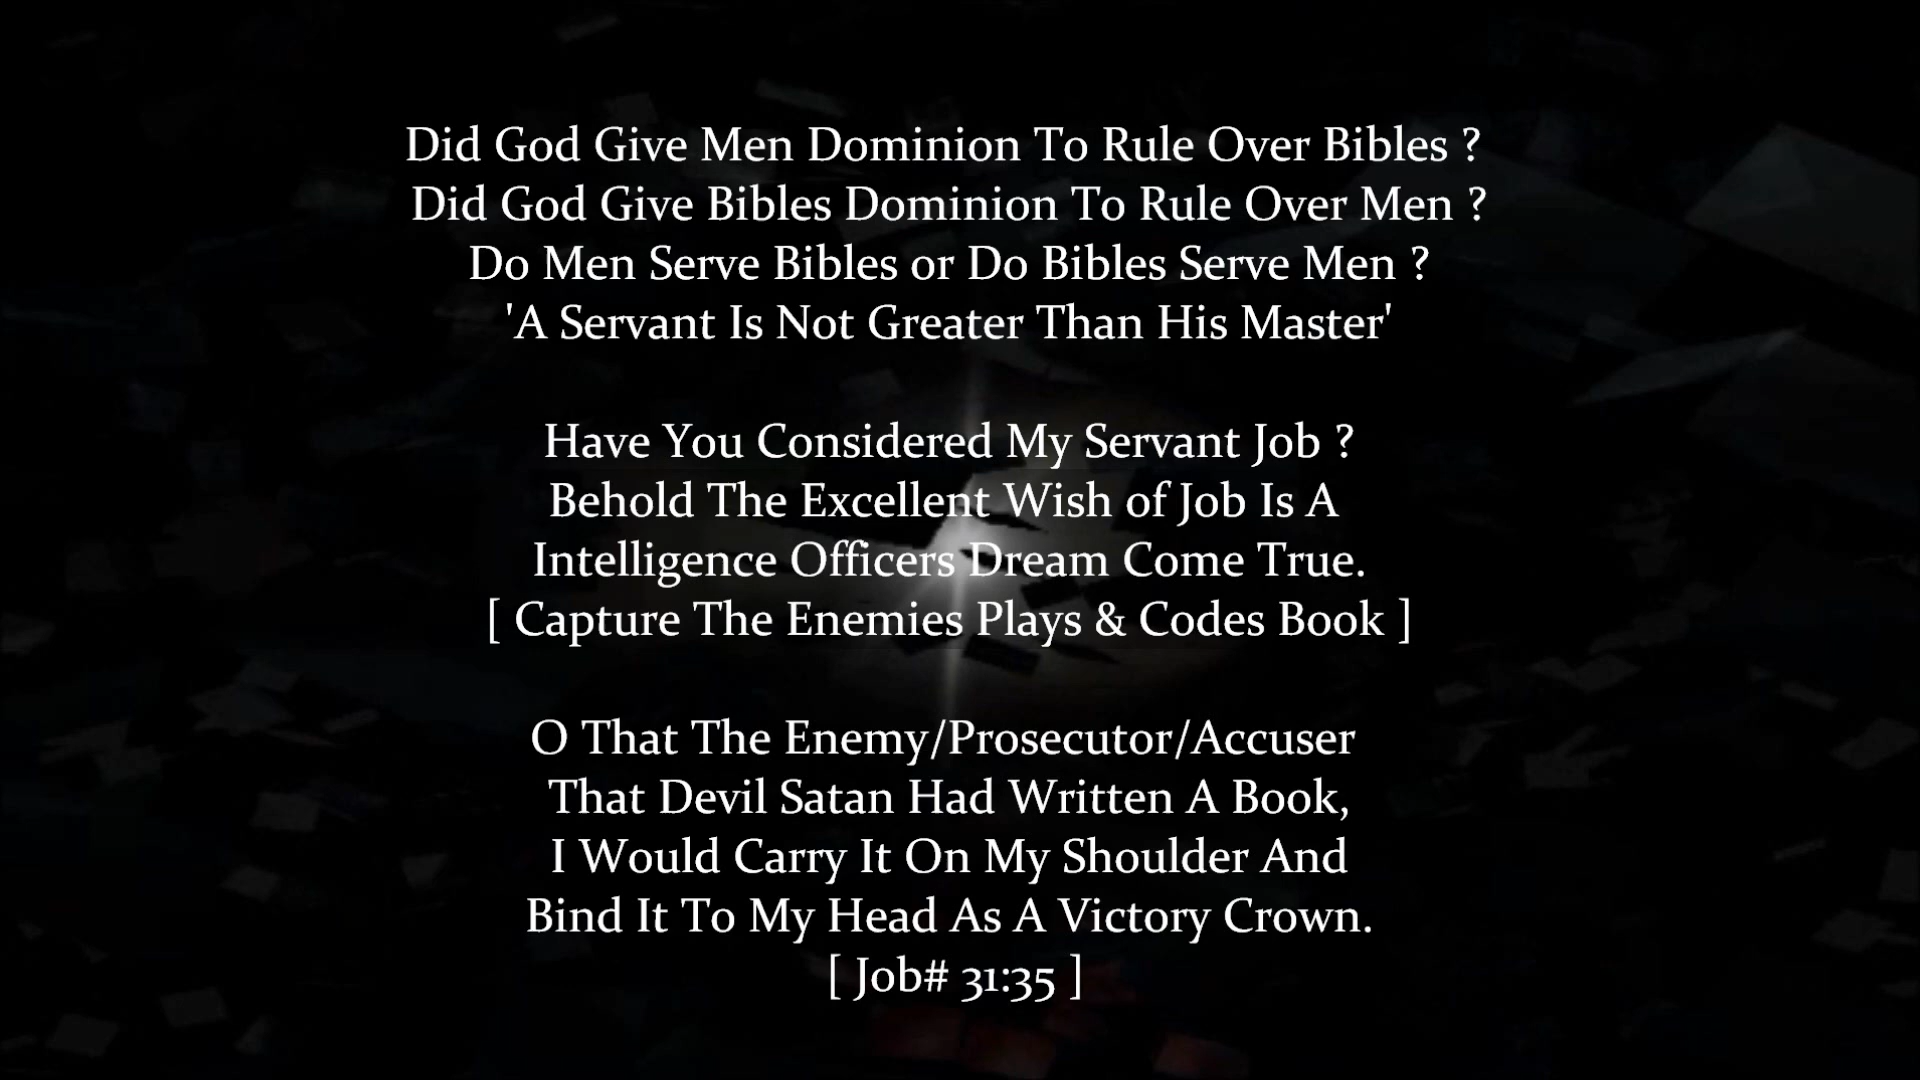 Did God Give Men Dominion To Rule Over Bibles ?
Did God Give Bibles Dominion To Rule Over Men ?
Do Men Serve Bibles or Do Bibles Serve Men ?
'A Servant Is Not Greater Than His Master'
Have You Considered My Servant Job ?
Behold The Excellent Wish of Job Is A
Intelligence Officers Dream Come True.
[ Capture The Enemies Plays & Codes Book ]
O That The Enemy/Prosecutor/Accuser
That Devil Satan Had Written A Book,
I Would Carry It On My Shoulder And
Bind It To My Head As A Victory Crown.
[ Job# 31:35 ]